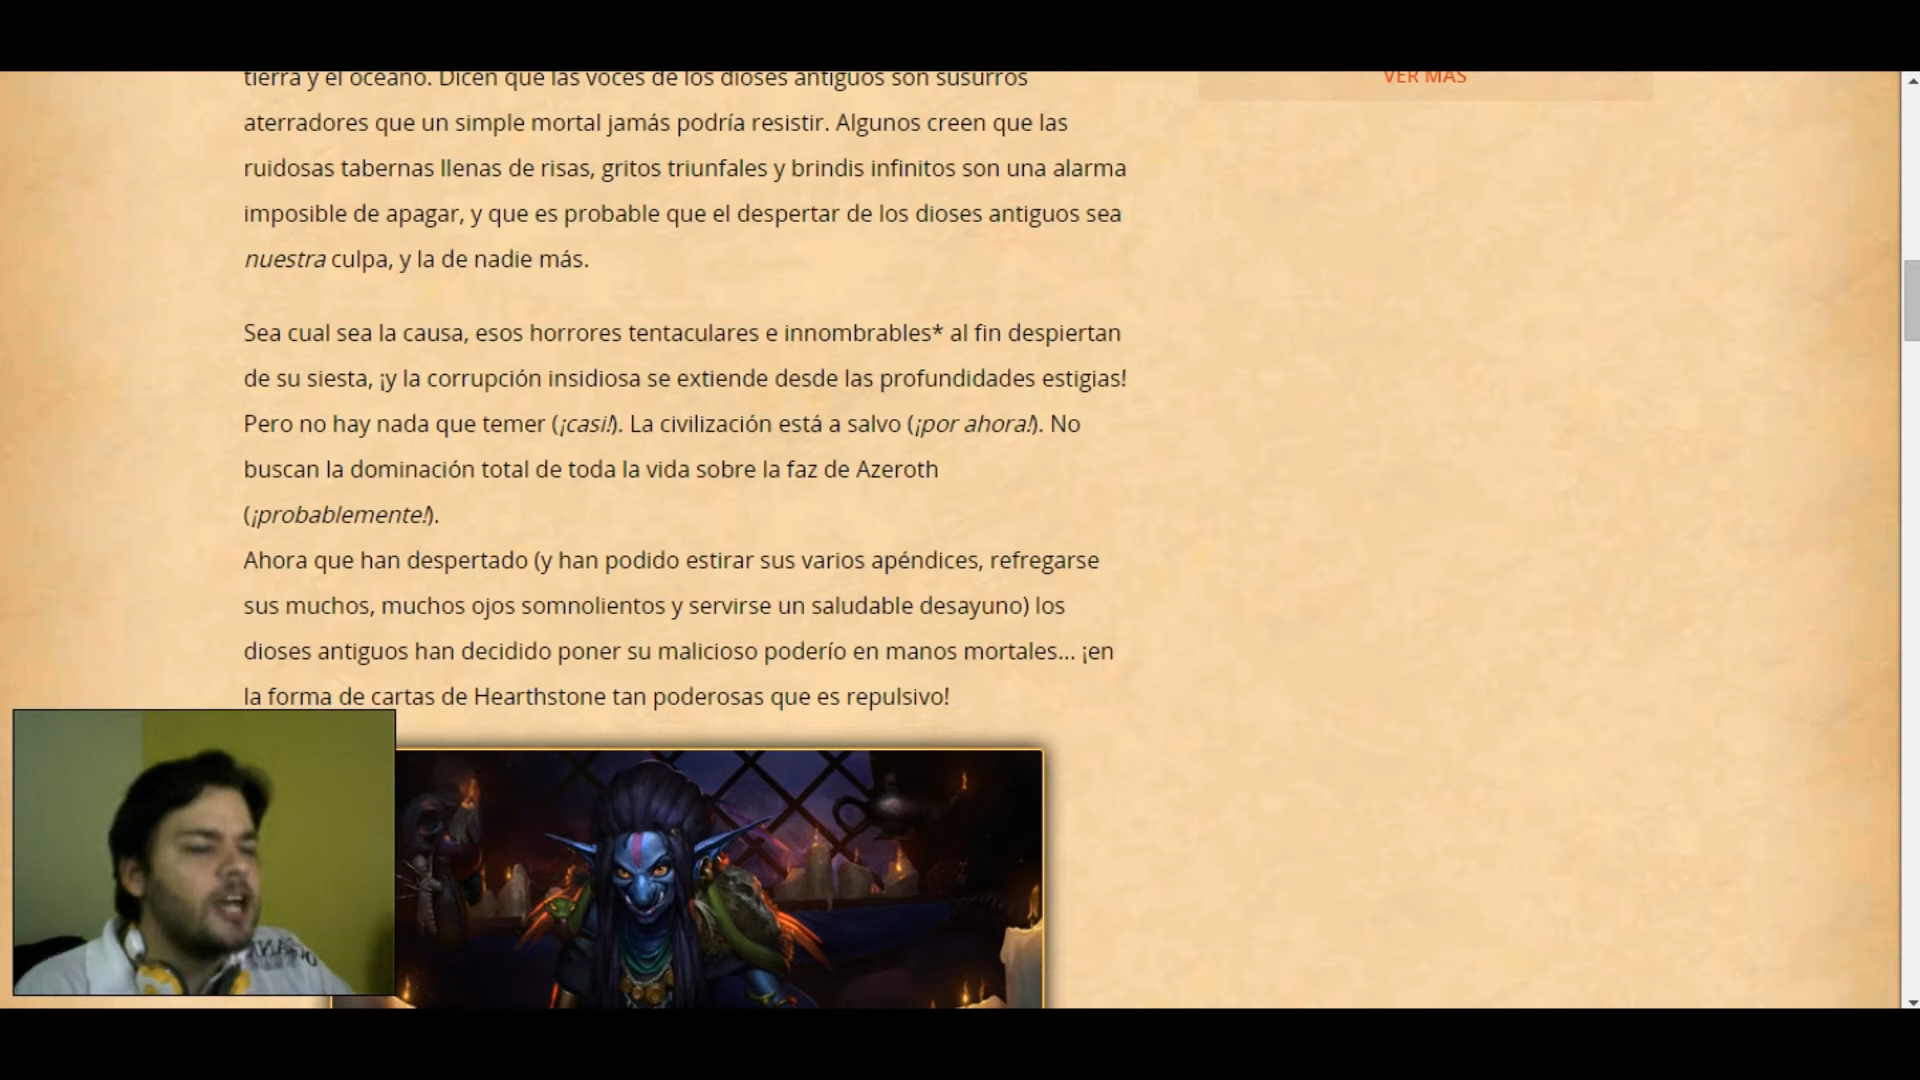 tierra y el océano. Dicen que las voces de los dioses antiguos son susurros
VER MÁS
aterradores que un simple mortal jamás podría resistir. Algunos creen que las
ruidosas tabernas llenas de risas, gritos triunfales y brindis infinitos son una alarma
imposible de apagar, y que es probable que el despertar de los dioses antiguos sea
nuestra culpa, y la de nadie más.
Sea cual sea la causa, esos horrores tentaculares e innombrables* al fin despiertan
de su siesta, ¡y la corrupción insidiosa se extiende desde las profundidades estigias!
Pero no hay nada que temer (¡casi!). La civilización está a salvo (¡por ahora!). No
buscan la dominación total de toda la vida sobre la faz de Azeroth
(¡probablemente!).
Ahora que han despertado (y han podido estirar sus varios apéndices, refregarse
sus muchos, muchos ojos somnolientos y servirse un saludable desayuno) los
dioses antiguos han decidido poner su malicioso poderío en manos mortales... ¡en
la forma de cartas de Hearthstone tan poderosas que es repulsivo!